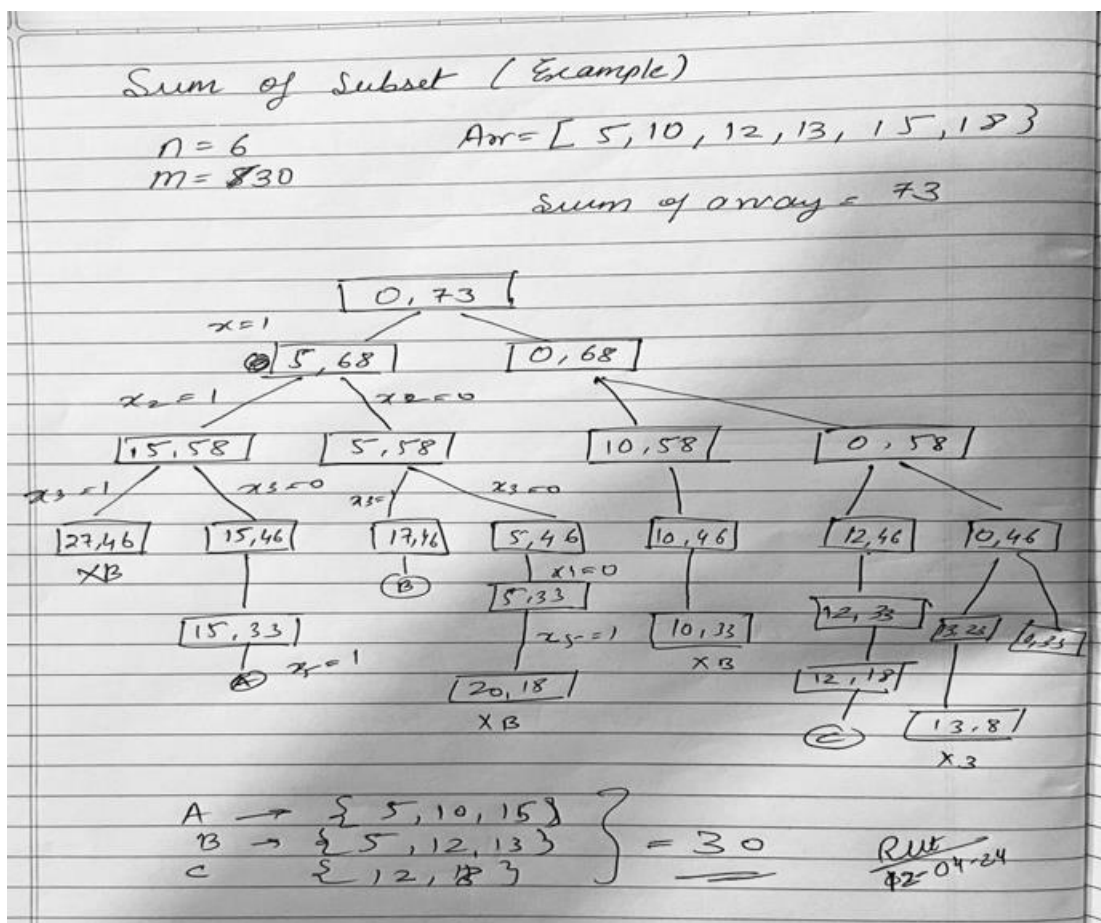 Sum of Subset (Example)
n = 6
Arr = [ 5, 10, 12, 13, 15, 18 }
m = 30
Sum of array = 73
0, 73
x = 1
5, 68
0, 68
x2 = 1
x2 = 0
15, 58
5, 58
10, 58
0, 58
x3 = 1
x3 = 0
x3=1
x3 = 0
27,46
15,46
17,46
5,46
10,46
12,46
0,46
XB
B
x4 = 0
5,33
12,33
15,33
x5 = 1
10,33
A
x5 = 1
XB
20,18
12,18
XB
C
13,8
A → { 5, 10, 15 }
B → { 5, 12, 13 }
= 30
C { 12, 18 }
12-04-24